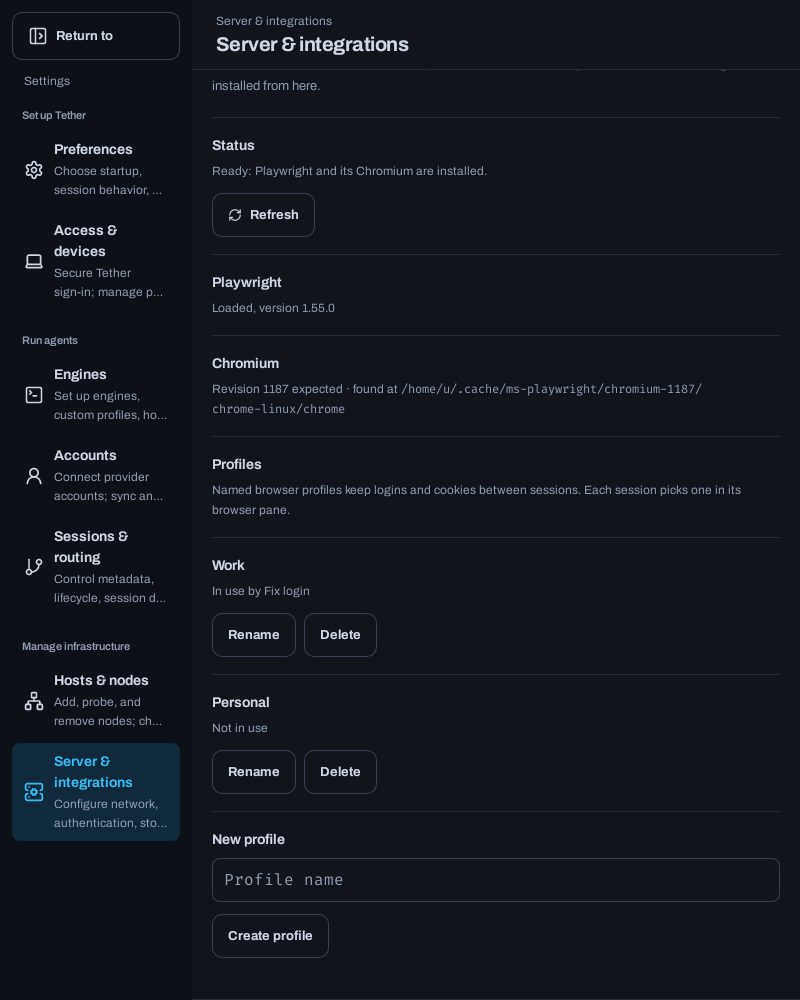 Return to
Settings
Set up Tether
Preferences
Choose startup,
session behavior, ...
Access &
devices
Secure Tether
sign-in; manage p...
Run agents
Engines
Set up engines,
custom profiles, ho...
Accounts
Connect provider
accounts; sync an...
Sessions &
routing
Control metadata,
lifecycle, session d...
Manage infrastructure
Hosts & nodes
Add, probe, and
remove nodes; ch...
Server &
integrations
Configure network,
authentication, sto...
Server & integrations
Server & integrations
installed from here.
Status
Ready: Playwright and its Chromium are installed.
Refresh
Playwright
Loaded, version 1.55.0
Chromium
Revision 1187 expected · found at /home/u/.cache/ms-playwright/chromium-1187/
chrome-linux/chrome
Profiles
Named browser profiles keep logins and cookies between sessions. Each session picks one in its
browser pane.
Work
In use by Fix login
Rename Delete
Personal
Not in use
Rename Delete
New profile
Profile name
Create profile